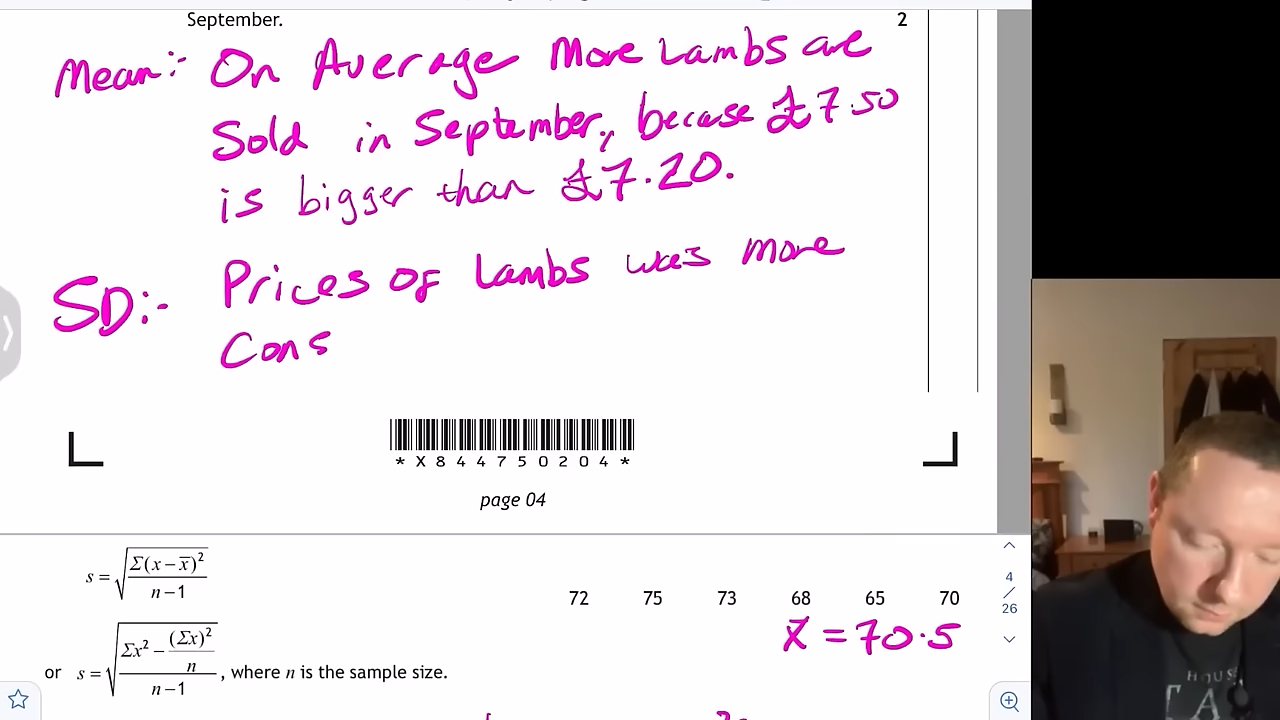 September.
2
Mean:- On Average More Lambs are
Sold in September, becase £7.50
is bigger than £7.20.
SD:- Prices of Lambs was more
Cons
* X 8 4 4 7 5 0 2 0 4 *
page 04
s = √(Σ(x − x̄)² / (n − 1))
72 75 73 68 65 70
x̄ = 70.5
or s = √((Σx² − (Σx)² / n) / (n − 1)), where n is the sample size.
4
/
26
HOUS